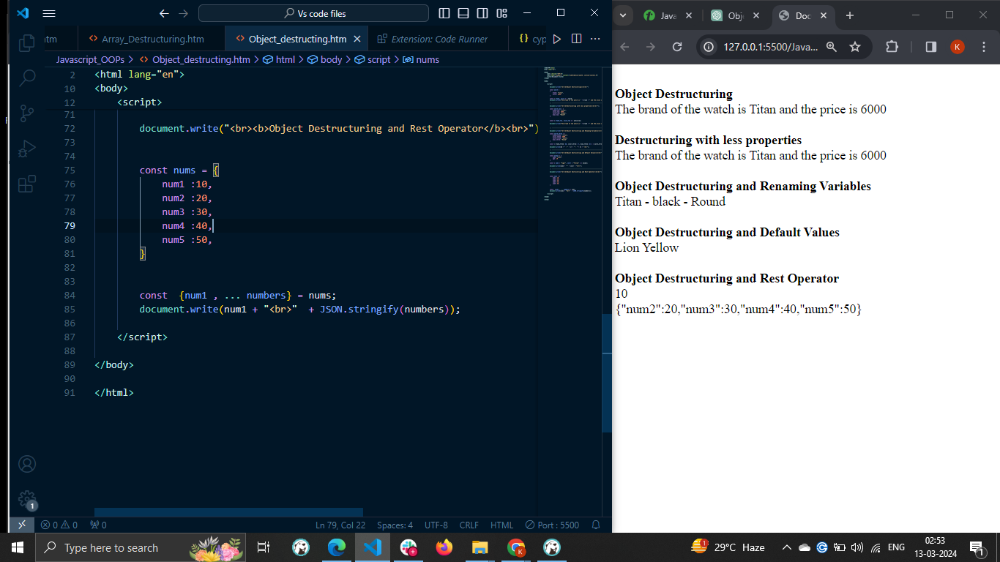 Vs code files
tm
Array_Destructuring.htm
Object_destructing.htm
Extension: Code Runner
{} cyp
Javascript_OOPs > Object_destructing.htm > html > body > script > nums
2 <html lang="en">
10 <body>
12 <script>
71
72 document.write("<br><b>Object Destructuring and Rest Operator</b><br>")
73
74
75 const nums = {
76 num1 :10,
77 num2 :20,
78 num3 :30,
79 num4 :40,
80 num5 :50,
81 }
82
83
84 const  {num1 , ... numbers} = nums;
85 document.write(num1 + "<br>"  + JSON.stringify(numbers));
86
87 </script>
88
89 </body>
90
91 </html>
1
0 0 0 Ln 79, Col 22 Spaces: 4 UTF-8 CRLF HTML Port : 5500
Java
Obj
Doc
127.0.0.1:5500/Java...
K
Object Destructuring
The brand of the watch is Titan and the price is 6000
Destructuring with less properties
The brand of the watch is Titan and the price is 6000
Object Destructuring and Renaming Variables
Titan - black - Round
Object Destructuring and Default Values
Lion Yellow
Object Destructuring and Rest Operator
10
{"num2":20,"num3":30,"num4":40,"num5":50}
Type here to search
K
1
29°C Haze
ENG
02:53
13-03-2024
1